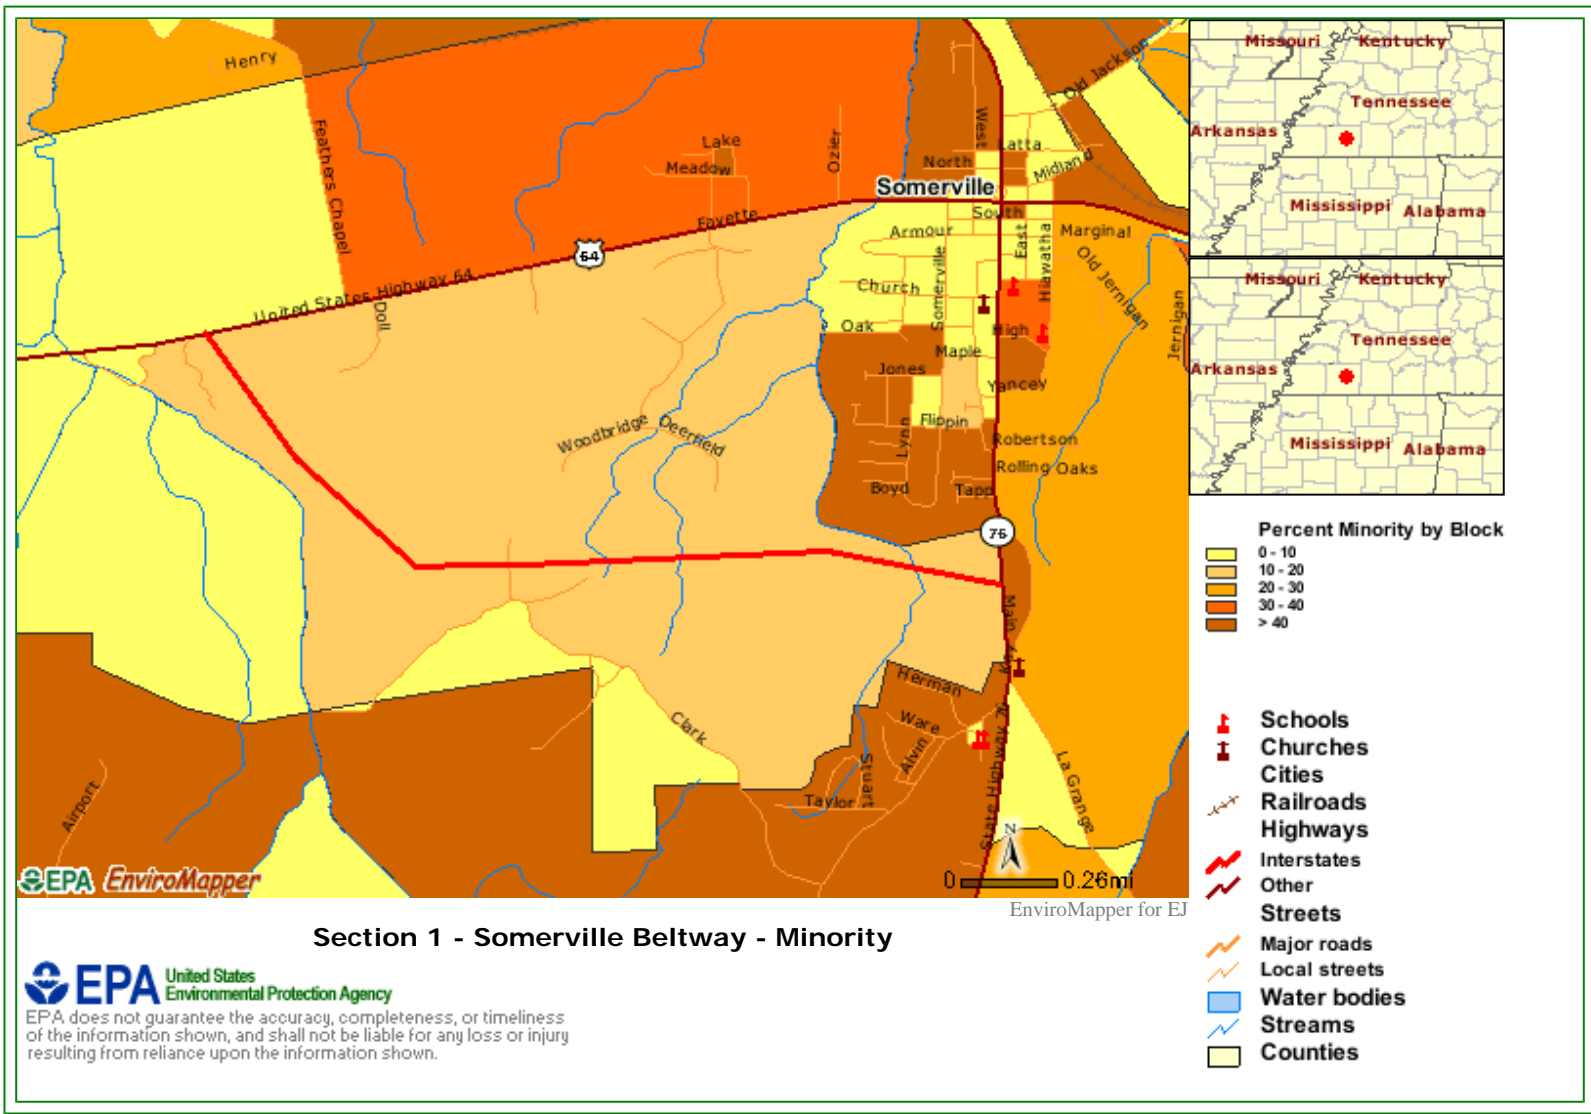 Henry
Feathers Chapel
Lake
Meadow
Ozier
West
Old Jackson
Latta
North
Midland
Somerville
Fayette
South
64
United States Highway 64
Doll
Armour
East
Hiawatha
Marginal
Old Jernigan
Jernigan
Church
Somerville
Oak
High
Maple
Jones
Yancey
Flippin
Lynn
Woodbridge
Deerfield
Robertson
Rolling Oaks
Boyd
Tapp
76
Main
Hwy
Herman
Ware
Alvin
Clark
Stuart
Taylor
State Highway 76
La Grange
Airport
N
0
0.26mi
EPA EnviroMapper
EnviroMapper for EJ
Missouri
Kentucky
Tennessee
Arkansas
Mississippi
Alabama
Missouri
Kentucky
Tennessee
Arkansas
Mississippi
Alabama
Percent Minority by Block
0 - 10
10 - 20
20 - 30
30 - 40
> 40
Schools
Churches
Cities
Railroads
Highways
Interstates
Other
Streets
Major roads
Local streets
Water bodies
Streams
Counties
Section 1 - Somerville Beltway - Minority
EPA
United States
Environmental Protection Agency
EPA does not guarantee the accuracy, completeness, or timeliness
of the information shown, and shall not be liable for any loss or injury
resulting from reliance upon the information shown.